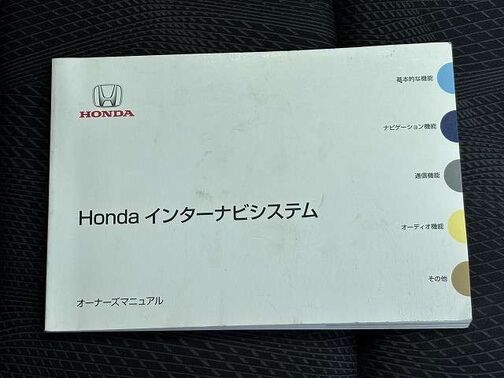 HONDA
基本的な機能
ナビゲーション機能
通信機能
Honda インターナビシステム
オーディオ機能
その他
オーナーズマニュアル